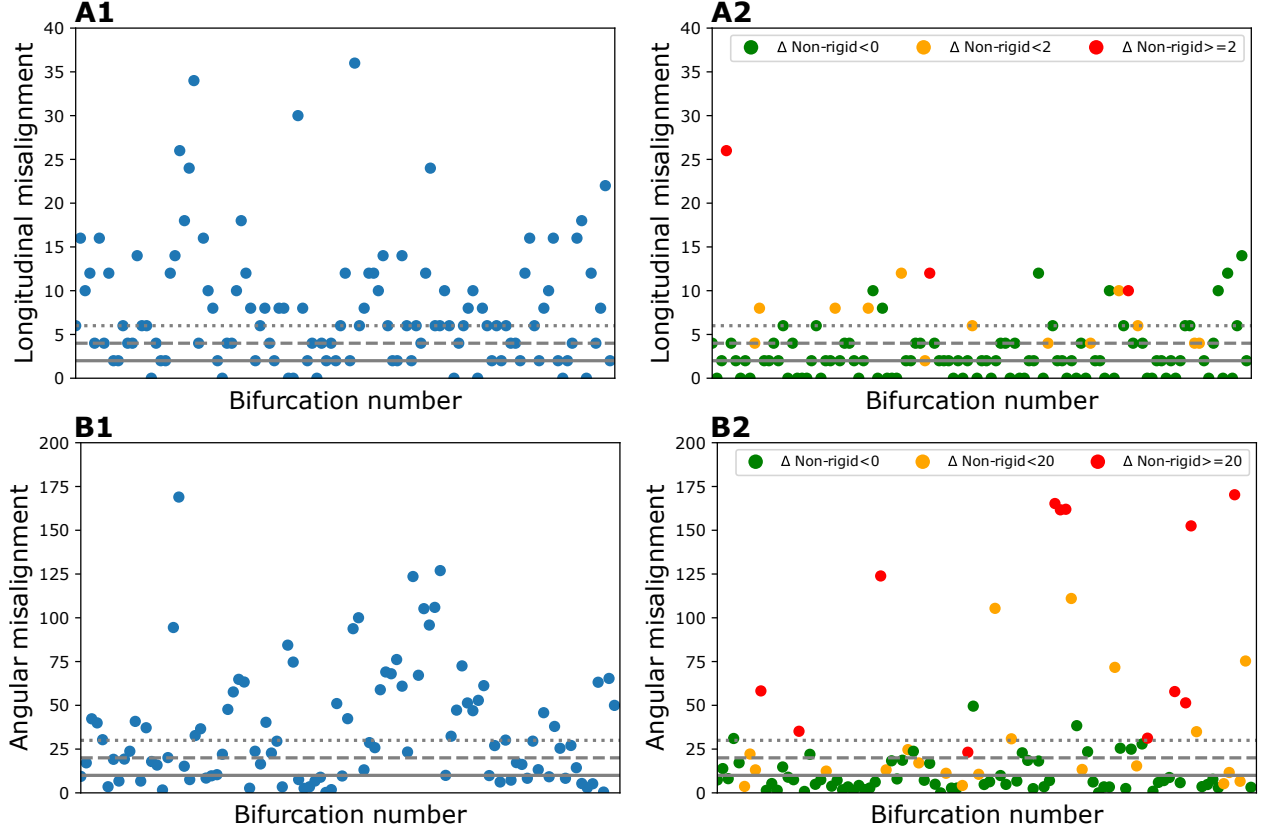 A1
A2
40
35
30
25
20
15
10
5
0
Longitudinal misalignment
Bifurcation number
40
35
30
25
20
15
10
5
0
Longitudinal misalignment
Δ Non-rigid<0
Δ Non-rigid<2
Δ Non-rigid>=2
Bifurcation number
B1
B2
200
175
150
125
100
75
50
25
0
Angular misalignment
Bifurcation number
200
175
150
125
100
75
50
25
0
Angular misalignment
Δ Non-rigid<0
Δ Non-rigid<20
Δ Non-rigid>=20
Bifurcation number